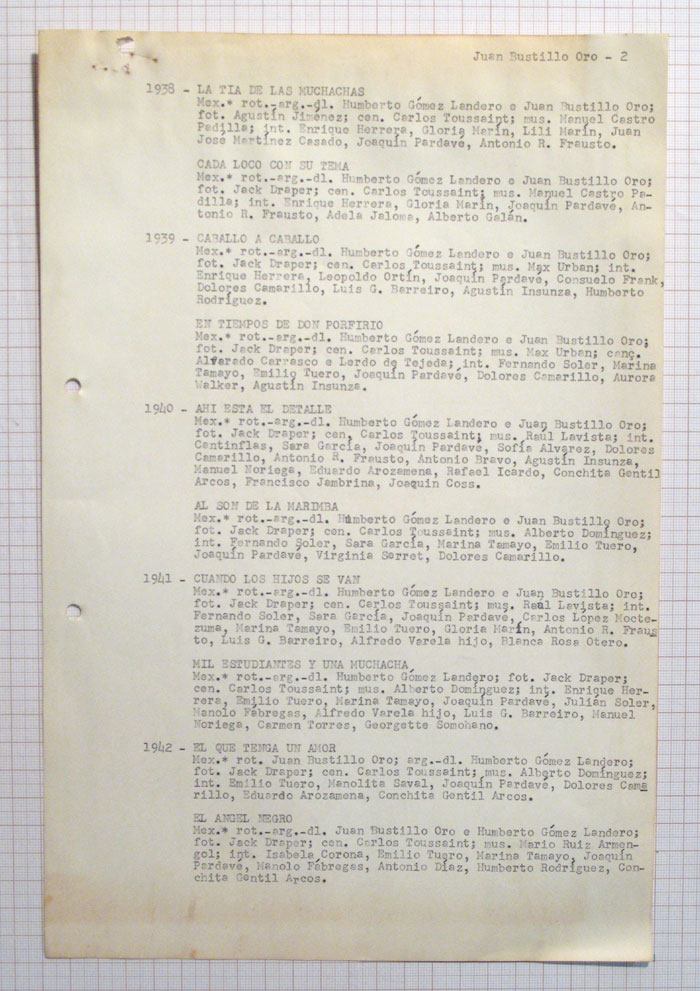 Juan Bustillo Oro - 2
1938 - LA TIA DE LAS MUCHACHAS
Mex.* rot.-arg.-dl. Humberto Gómez Landero e Juan Bustillo Oro;
fot. Agustín Jiménez; cen. Carlos Toussaint; mus. Manuel Castro
Padilla; int. Enrique Herrera, Gloria Marín, Lili Marín, Juan
José Martínez Casado, Joaquín Pardavé, Antonio R. Frausto.
CADA LOCO CON SU TEMA
Mex.* rot.-arg.-dl. Humberto Gómez Landero e Juan Bustillo Oro;
fot. Jack Draper; cen. Carlos Toussaint; mus. Manuel Castro Pa-
dilla; int. Enrique Herrera, Gloria Marín, Joaquín Pardavé, An-
tonio R. Frausto, Adela Jaloma, Alberto Galán.
1939 - CABALLO A CABALLO
Mex.* rot.-arg.-dl. Humberto Gómez Landero e Juan Bustillo Oro;
fot. Jack Draper; cen. Carlos Toussaint; mus. Max Urban; int.
Enrique Herrera, Leopoldo Ortín, Joaquín Pardavé, Consuelo Frank,
Dolores Camarillo, Luis G. Barreiro, Agustín Insunza, Humberto
Rodríguez.
EN TIEMPOS DE DON PORFIRIO
Mex.* rot.-arg.-dl. Humberto Gómez Landero e Juan Bustillo Oro;
fot. Jack Draper; cen. Carlos Toussaint; mus. Max Urban; canç.
Alvarado Carrasco e Lerdo de Tejeda; int. Fernando Soler, Marina
Tamayo, Emilio Tuero, Joaquín Pardavé, Dolores Camarillo, Aurora
Walker, Agustín Insunza.
1940 - AHI ESTA EL DETALLE
Mex.* rot.-arg.-dl. Humberto Gómez Landero e Juan Bustillo Oro;
fot. Jack Draper; cen, Carlos Toussaint; mus. Raúl Lavista; int.
Cantinflas, Sara García, Joaquín Pardavé, Sofía Alvarez, Dolores
Camarillo, Antonio R. Frausto, Antonio Bravo, Agustín Insunza,
Manuel Noriega, Eduardo Arozamena, Rafael Icardo, Conchita Gentil
Arcos, Francisco Jambrina, Joaquin Coss.
AL SON DE LA MARIMBA
Mex.* rot.-arg.-dl. Humberto Gómez Landero e Juan Bustillo Oro;
fot. Jack Draper; cen. Carlos Toussaint; mus. Alberto Domínguez;
int. Fernando Soler, Sara García, Marina Tamayo, Emilio Tuero,
Joaquín Pardavé, Virginia Serret, Dolores Camarillo.
1941 - CUANDO LOS HIJOS SE VAN
Mex.* rot.-arg.-dl. Humberto Gómez Landero e Juan Bustillo Oro;
fot. Jack Draper; cen. Carlos Toussaint; mus. Raúl Lavista; int.
Fernando Soler, Sara García, Joaquín Pardavé, Carlos López Mocte-
zuma, Marina Tamayo, Emilio Tuero, Gloria Marín, Antonio R. Fraus
to, Luis G. Barreiro, Alfredo Varela hijo, Blanca Rosa Otero.
MIL ESTUDIANTES Y UNA MUCHACHA
Mex.* rot.-arg.-dl. Humberto Gómez Landero; fot. Jack Draper;
cen. Carlos Toussaint; mus. Alberto Domínguez; int. Enrique Her-
rera, Emilio Tuero, Marina Tamayo, Joaquín Pardavé, Julián Soler,
Manolo Fábregas, Alfredo Varela hijo, Luis G. Barreiro, Manuel
Noriega, Carmen Torres, Georgette Somohano.
1942 - EL QUE TENGA UN AMOR
Mex.* rot. Juan Bustillo Oro; arg.-dl. Humberto Gómez Landero;
fot. Jack Draper; cen. Carlos Toussaint; mus. Alberto Domínguez;
int. Emilio Tuero, Manolita Saval, Joaquín Pardavé, Dolores Cama
rillo, Eduardo Arozamena, Conchita Gentil Arcos.
EL ANGEL NEGRO
Mex.* rot.-arg.-dl. Juan Bustillo Oro e Humberto Gómez Landero;
fot. Jack Draper; cen. Carlos Toussaint; mus. Mario Ruiz Armen-
gol; int. Isabela Corona, Emilio Tuero, Marina Tamayo, Joaquín
Pardavé, Manolo Fábregas, Antonio Díaz, Humberto Rodríguez, Con-
chita Gentil Arcos.